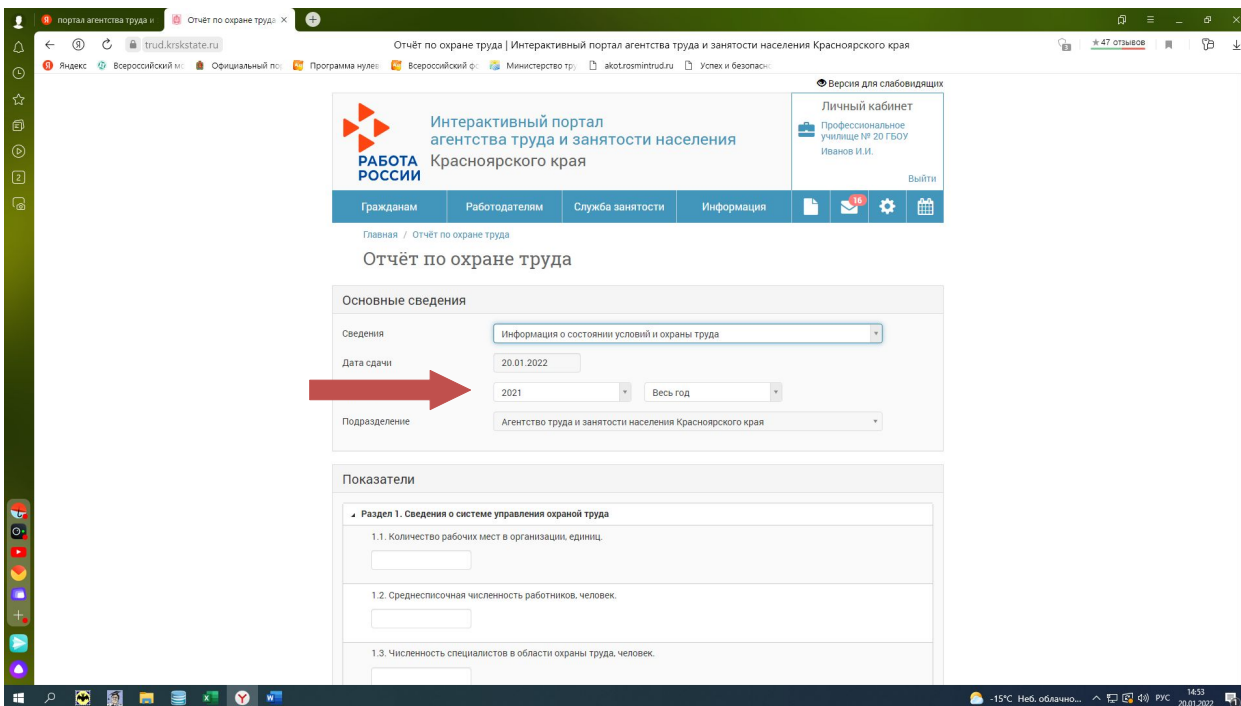 портал агентства труда и
Отчёт по охране труда
trud.krskstate.ru
Отчёт по охране труда | Интерактивный портал агентства труда и занятости населения Красноярского края
★ 47 отзывов
Яндекс
Всероссийский мо
Официальный пор
Программа нулев
Всероссийский фо
Министерство тру
akot.rosmintrud.ru
Успех и безопасно
Версия для слабовидящих
РАБОТА
РОССИИ
Интерактивный портал
агентства труда и занятости населения
Красноярского края
Личный кабинет
Профессиональное
училище № 20 ГБОУ
Иванов И.И.
Выйти
Гражданам Работодателям Служба занятости Информация 16
Главная / Отчёт по охране труда
Отчёт по охране труда
Основные сведения
Сведения Информация о состоянии условий и охраны труда
Дата сдачи 20.01.2022
2021 Весь год
Подразделение Агентство труда и занятости населения Красноярского края
Показатели
Раздел 1. Сведения о системе управления охраной труда
1.1. Количество рабочих мест в организации, единиц.
1.2. Среднесписочная численность работников, человек.
1.3. Численность специалистов в области охраны труда, человек.
-15°C Неб. облачно... РУС 14:53
20.01.2022